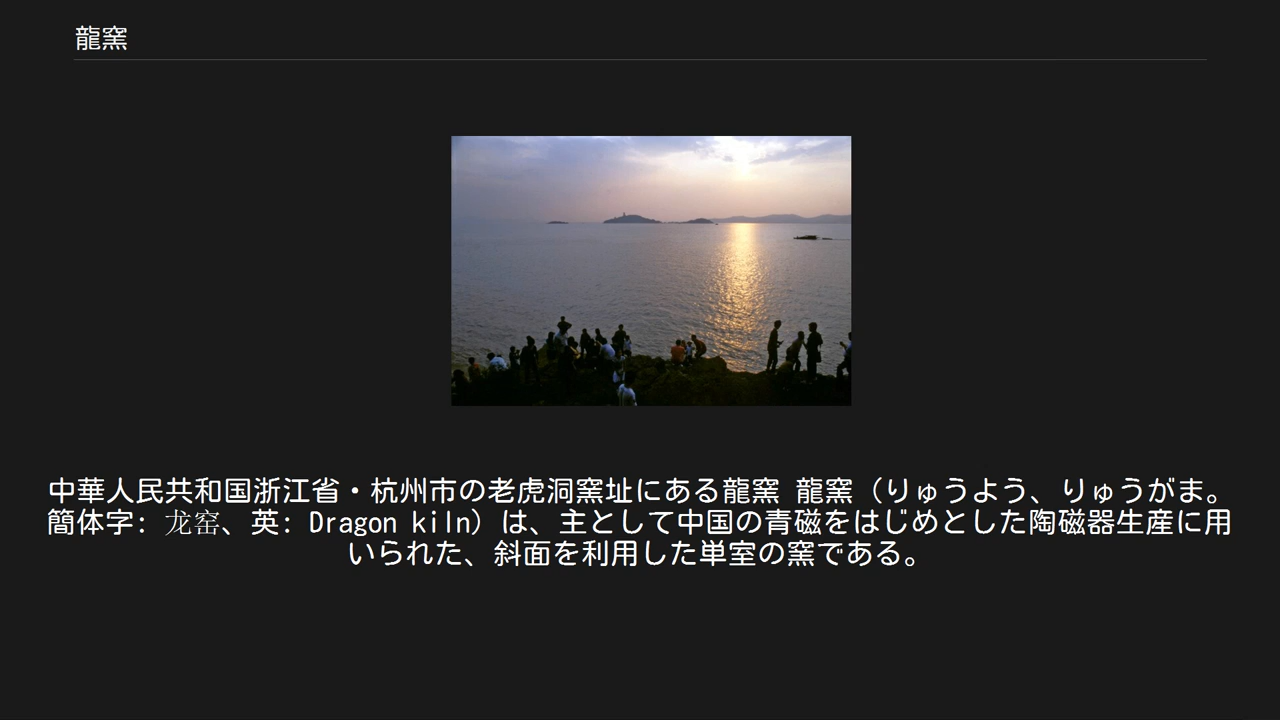 龍窯
中華人民共和国浙江省・杭州市の老虎洞窯址にある龍窯 龍窯（りゅうよう、りゅうがま。
簡体字: 龙窑、英: Dragon kiln）は、主として中国の青磁をはじめとした陶磁器生産に用
いられた、斜面を利用した単室の窯である。